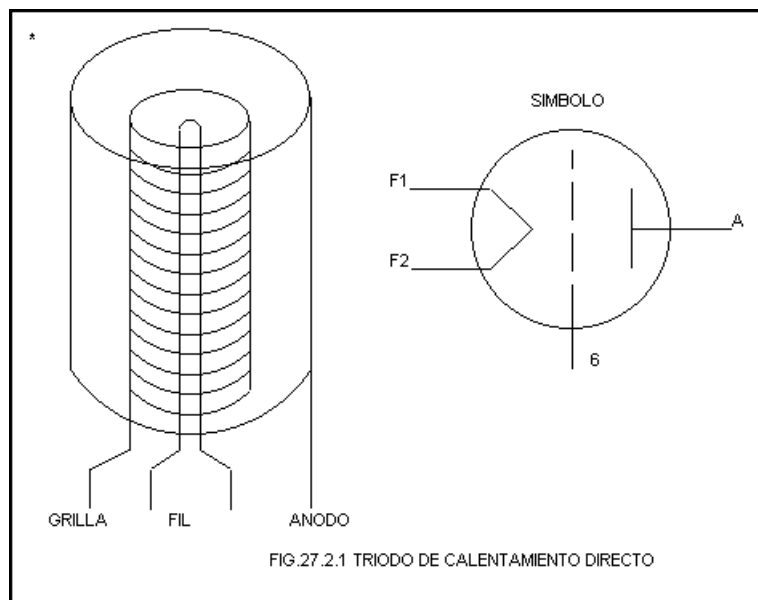 *
SIMBOLO
F1
F2
A
6
GRILLA FIL ANODO
FIG.27.2.1 TRIODO DE CALENTAMIENTO DIRECTO